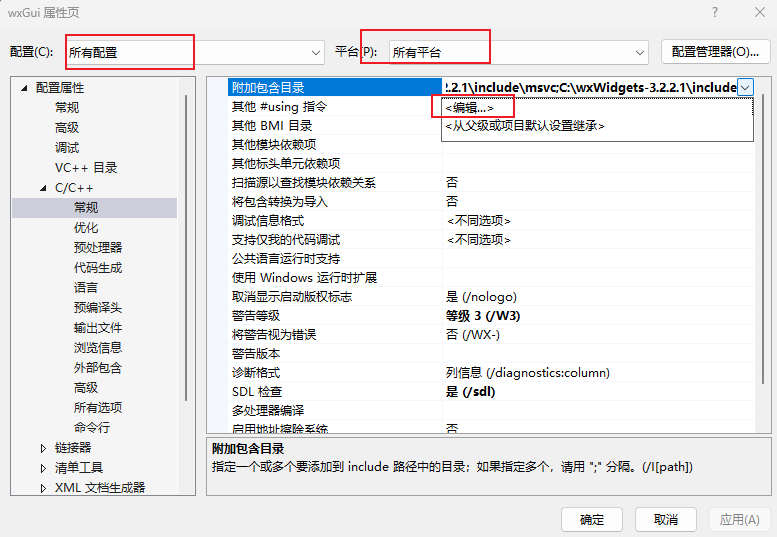 wxGui 属性页
?
配置(C): 所有配置 平台(P): 所有平台 配置管理器(O)...
配置属性
常规
高级
调试
VC++ 目录
C/C++
常规
优化
预处理器
代码生成
语言
预编译头
输出文件
浏览信息
外部包含
高级
所有选项
命令行
链接器
清单工具
XML 文档生成器
附加包含目录 2.2.1\include\msvc;C:\wxWidgets-3.2.2.1\include
其他 #using 指令 <编辑...>
其他 BMI 目录 <从父级或项目默认设置继承>
其他模块依赖项
其他标头单元依赖项
扫描源以查找模块依赖关系 否
将包含转换为导入 否
调试信息格式 <不同选项>
支持仅我的代码调试 <不同选项>
公共语言运行时支持
使用 Windows 运行时扩展
取消显示启动版权标志 是 (/nologo)
警告等级 等级 3 (/W3)
将警告视为错误 否 (/WX-)
警告版本
诊断格式 列信息 (/diagnostics:column)
SDL 检查 是 (/sdl)
多处理器编译
启用地址擦除系统 否
附加包含目录
指定一个或多个要添加到 include 路径中的目录；如果指定多个，请用 ";" 分隔。(/I[path])
确定 取消 应用(A)